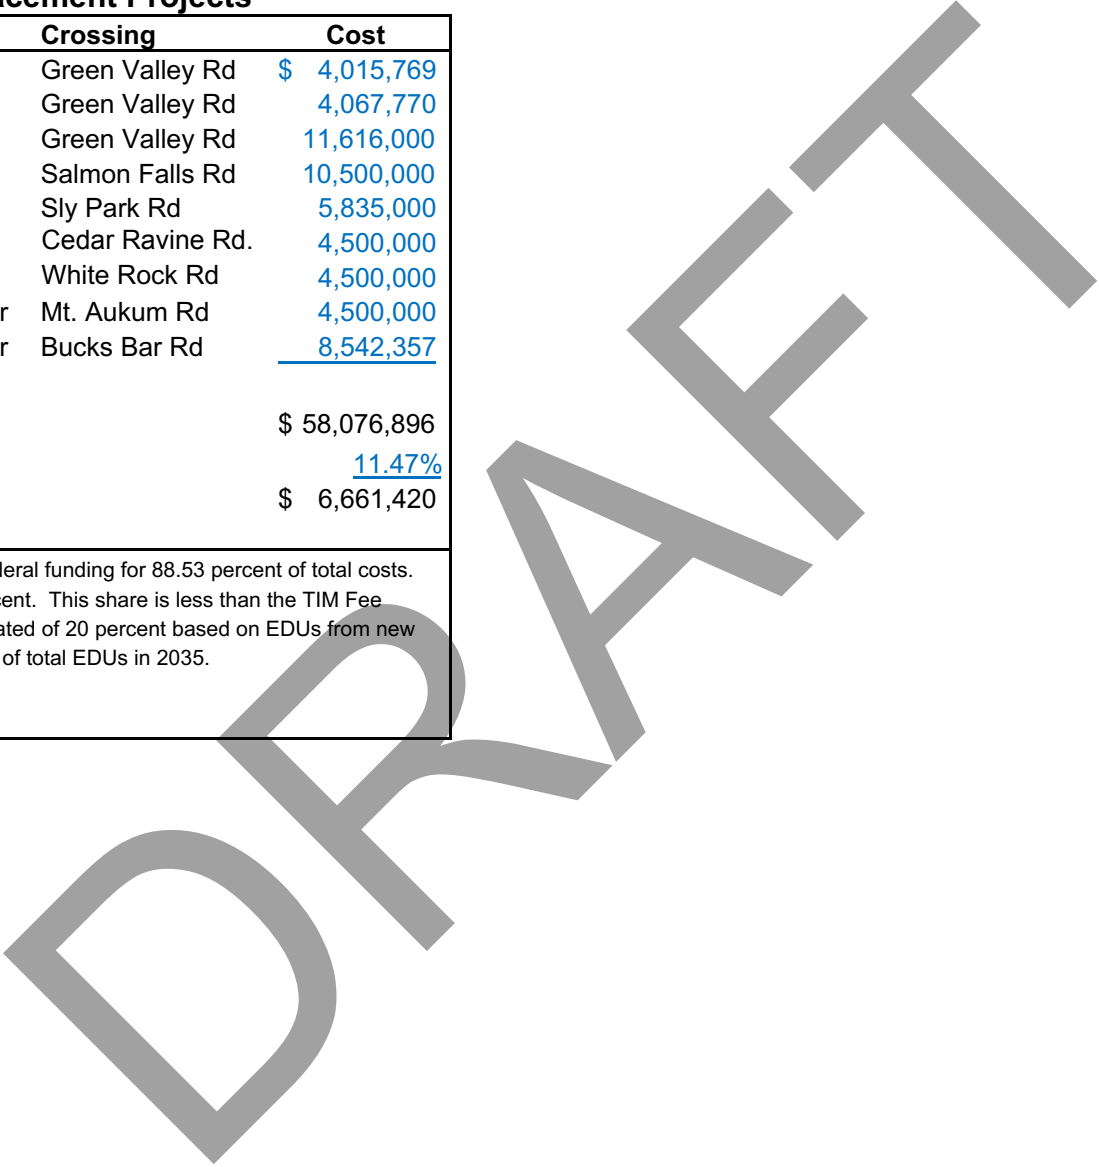 acement Projects
Crossing Cost
Green Valley Rd $ 4,015,769
Green Valley Rd 4,067,770
Green Valley Rd 11,616,000
Salmon Falls Rd 10,500,000
Sly Park Rd 5,835,000
Cedar Ravine Rd. 4,500,000
White Rock Rd 4,500,000
r Mt. Aukum Rd 4,500,000
r Bucks Bar Rd 8,542,357
$ 58,076,896
11.47%
$ 6,661,420
deral funding for 88.53 percent of total costs.
cent. This share is less than the TIM Fee
ated of 20 percent based on EDUs from new
of total EDUs in 2035.
DRAFT